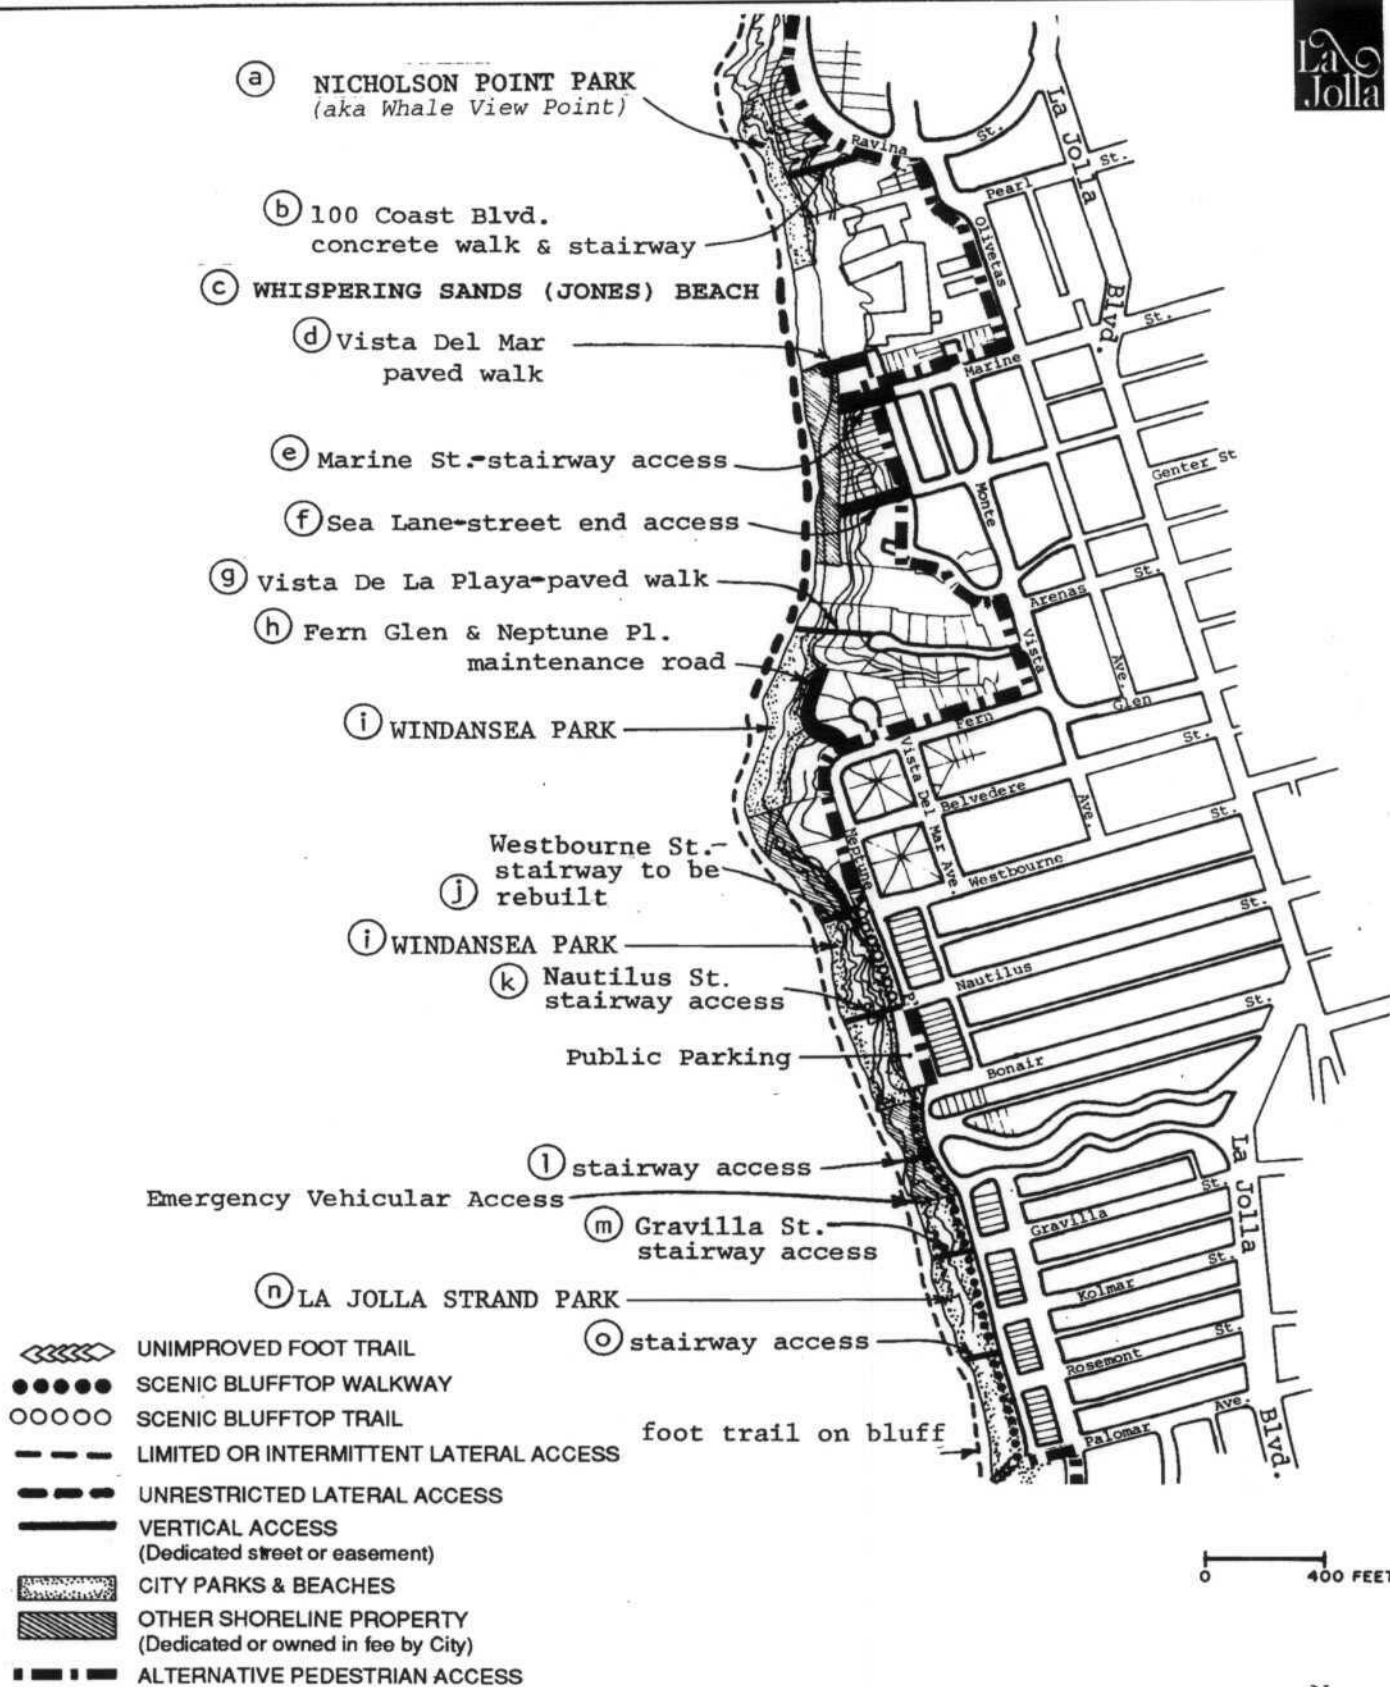 La
Jolla
a NICHOLSON POINT PARK
(aka Whale View Point)
b 100 Coast Blvd.
concrete walk & stairway
c WHISPERING SANDS (JONES) BEACH
d Vista Del Mar
paved walk
e Marine St.-stairway access
f Sea Lane-street end access
g Vista De La Playa-paved walk
h Fern Glen & Neptune Pl.
maintenance road
i WINDANSEA PARK
Westbourne St.-
stairway to be
j rebuilt
i WINDANSEA PARK
k Nautilus St.
stairway access
Public Parking
l stairway access
Emergency Vehicular Access
m Gravilla St.
stairway access
n LA JOLLA STRAND PARK
o stairway access
foot trail on bluff
Ravina St.
La Jolla Blvd.
Pearl St.
Olivetas
St.
Marine
Genter St
Monte
Arenas St.
Vista
Ave.
Fern Glen
St.
Vista Del Mar Ave.
Belvedere
Ave.
St.
Neptune
Westbourne
St.
Nautilus
Pl
St.
Bonair
La Jolla Blvd.
St.
Gravilla
St.
Kolmar
St.
Rosemont
Ave.
Palomar
UNIMPROVED FOOT TRAIL
SCENIC BLUFFTOP WALKWAY
SCENIC BLUFFTOP TRAIL
LIMITED OR INTERMITTENT LATERAL ACCESS
UNRESTRICTED LATERAL ACCESS
VERTICAL ACCESS
(Dedicated street or easement)
CITY PARKS & BEACHES
OTHER SHORELINE PROPERTY
(Dedicated or owned in fee by City)
ALTERNATIVE PEDESTRIAN ACCESS
0 400 FEET